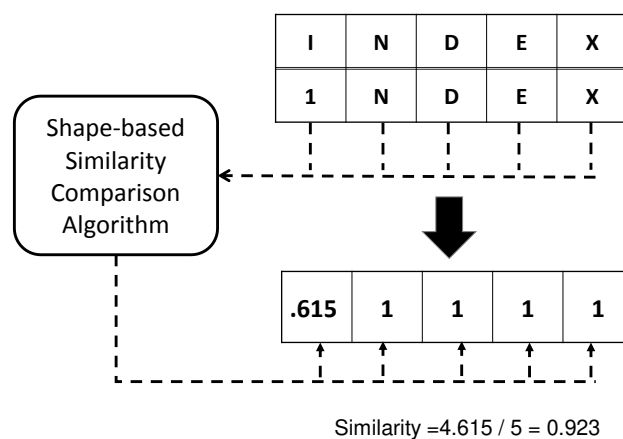 I N D E X
1 N D E X
Shape-based
Similarity
Comparison
Algorithm
.615 1 1 1 1
Similarity =4.615 / 5 = 0.923